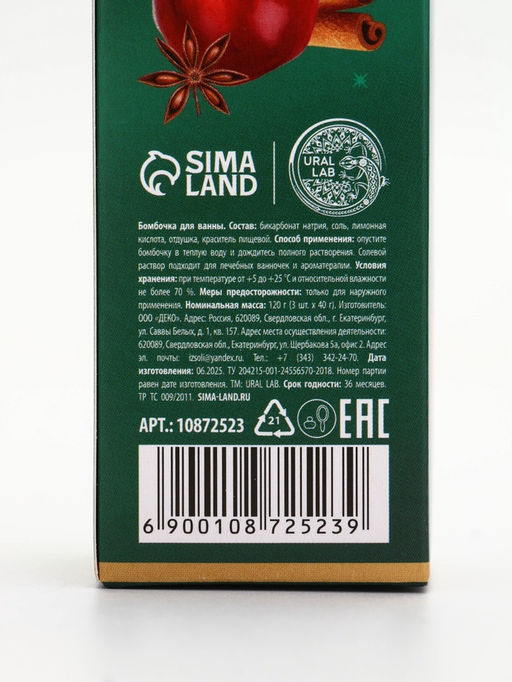 SIMA
LAND
URAL
LAB
Бомбочка для ванны. Состав: бикарбонат натрия, соль, лимонная
кислота, отдушка, краситель пищевой. Способ применения: опустите
бомбочку в теплую воду и дождитесь полного растворения. Солевой
раствор подходит для лечебных ванночек и ароматерапии. Условия
хранения: при температуре от +5 до +25 °С и относительной влажности
не более 70 %. Меры предосторожности: только для наружного
применения. Номинальная масса: 120 г (3 шт. х 40 г). Изготовитель:
ООО «ДЕКО». Адрес: Россия, 620089, Свердловская обл., г. Екатеринбург,
ул. Саввы Белых, д. 1, кв. 157. Адрес места осуществления деятельности:
620089, Свердловская обл., г. Екатеринбург, ул. Щербакова 5а, офис 2. Адрес
эл. почты: izsoli@yandex.ru. Тел.: +7 (343) 342-24-70. Дата
изготовления: 06.2025. ТУ 204215-001-24556570-2018. Номер партии
равен дате изготовления. ТМ: URAL LAB. Срок годности: 36 месяцев.
ТР ТС 009/2011. SIMA-LAND.RU
АРТ.: 10872523
21
EAC
6 900108 725239